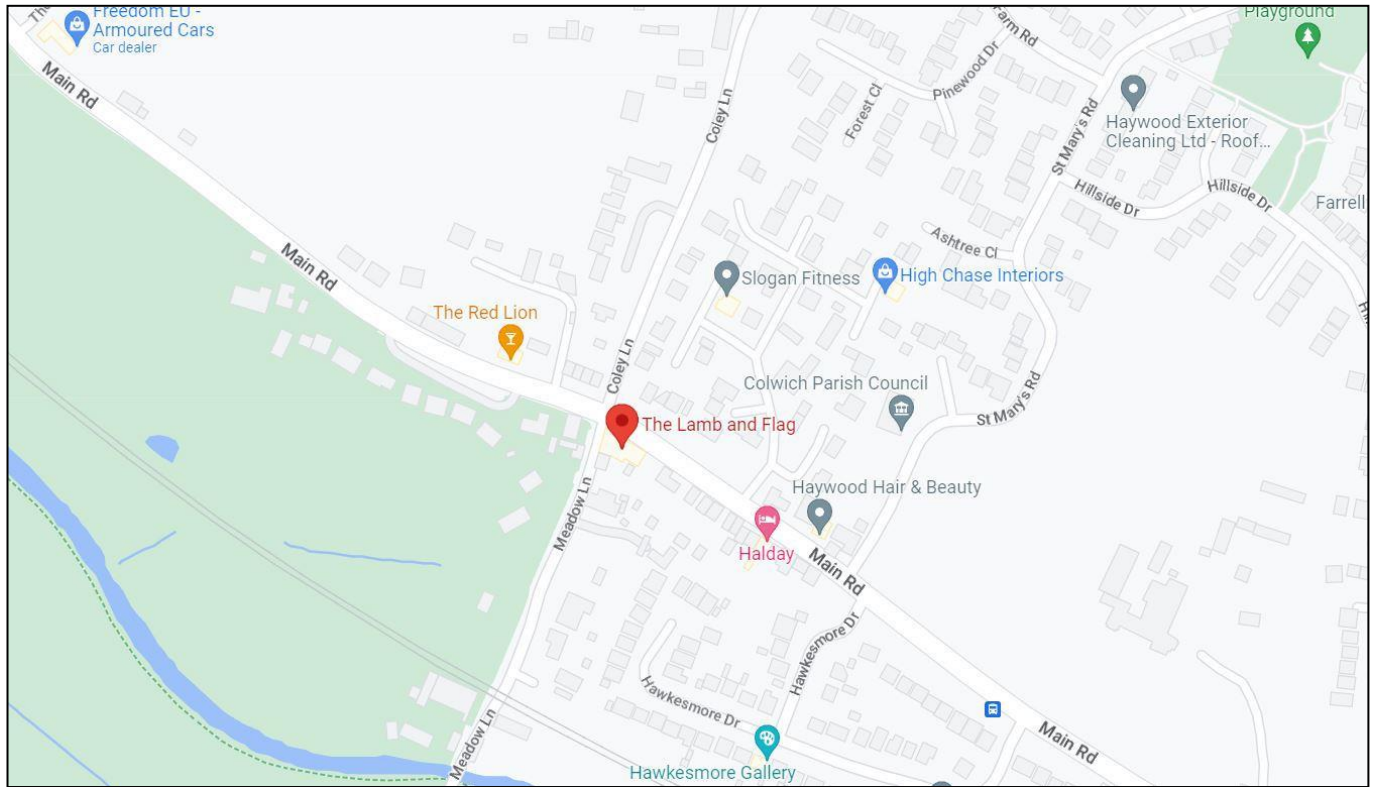 Freedom EU -
Armoured Cars
Car dealer
Playground
Farm Rd
Main Rd
Pinewood Dr
Coley Ln
Forest Cl
Haywood Exterior
Cleaning Ltd - Roof...
St Mary's Rd
Hillside Dr
Hillside Dr
Farrell
Ashtree Cl
Main Rd
Slogan Fitness
High Chase Interiors
The Red Lion
Coley Ln
Colwich Parish Council
St Mary's Rd
The Lamb and Flag
Haywood Hair & Beauty
Meadow Ln
Halday
Main Rd
Hawkesmore Dr
Hawkesmore Dr
Meadow Ln
Main Rd
Hawkesmore Gallery